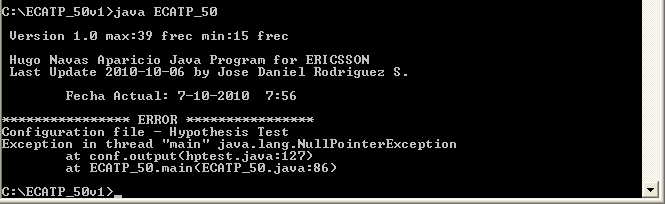 C:\ECATP_50v1>java ECATP_50
Version 1.0 max:39 frec min:15 frec
Hugo Navas Aparicio Java Program for ERICSSON
Last Update 2010-10-06 by Jose Daniel Rodriguez S.
Fecha Actual: 7-10-2010  7:56
**************** ERROR ****************
Configuration file - Hypothesis Test
Exception in thread "main" java.lang.NullPointerException
at conf.output(hptest.java:127)
at ECATP_50.main(ECATP_50.java:86)
C:\ECATP_50v1>_